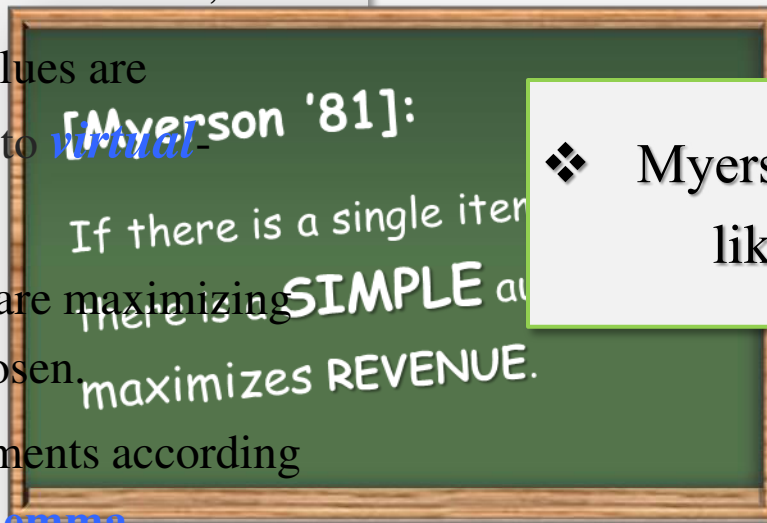 lues are
[Myerson '81]:
to virtual-
❖ Myers
lik
If there is a single iter
are maximizing
there is a SIMPLE au
osen.
maximizes REVENUE.
ments according
emma